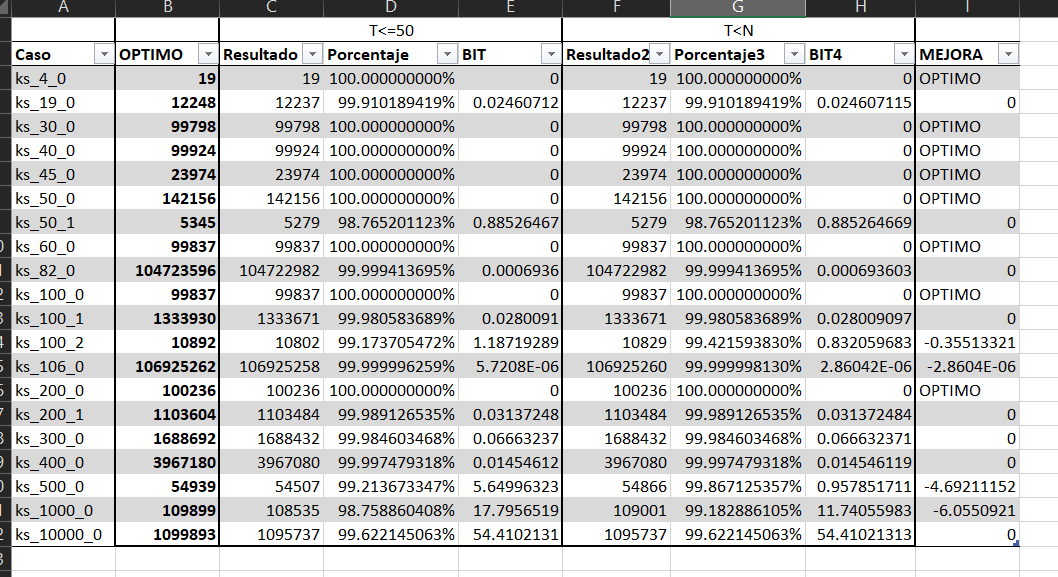 A B C D E F G H I
T<=50 T<N
Caso OPTIMO Resultado Porcentaje BIT Resultado2 Porcentaje3 BIT4 MEJORA
ks_4_0 19 19 100.000000000% 0 19 100.000000000% 0 OPTIMO
ks_19_0 12248 12237 99.910189419% 0.02460712 12237 99.910189419% 0.024607115 0
ks_30_0 99798 99798 100.000000000% 0 99798 100.000000000% 0 OPTIMO
ks_40_0 99924 99924 100.000000000% 0 99924 100.000000000% 0 OPTIMO
ks_45_0 23974 23974 100.000000000% 0 23974 100.000000000% 0 OPTIMO
ks_50_0 142156 142156 100.000000000% 0 142156 100.000000000% 0 OPTIMO
ks_50_1 5345 5279 98.765201123% 0.88526467 5279 98.765201123% 0.885264669 0
ks_60_0 99837 99837 100.000000000% 0 99837 100.000000000% 0 OPTIMO
ks_82_0 104723596 104722982 99.999413695% 0.0006936 104722982 99.999413695% 0.000693603 0
ks_100_0 99837 99837 100.000000000% 0 99837 100.000000000% 0 OPTIMO
ks_100_1 1333930 1333671 99.980583689% 0.0280091 1333671 99.980583689% 0.028009097 0
ks_100_2 10892 10802 99.173705472% 1.18719289 10829 99.421593830% 0.832059683 -0.35513321
ks_106_0 106925262 106925258 99.999996259% 5.7208E-06 106925260 99.999998130% 2.86042E-06 -2.8604E-06
ks_200_0 100236 100236 100.000000000% 0 100236 100.000000000% 0 OPTIMO
ks_200_1 1103604 1103484 99.989126535% 0.03137248 1103484 99.989126535% 0.031372484 0
ks_300_0 1688692 1688432 99.984603468% 0.06663237 1688432 99.984603468% 0.066632371 0
ks_400_0 3967180 3967080 99.997479318% 0.01454612 3967080 99.997479318% 0.014546119 0
ks_500_0 54939 54507 99.213673347% 5.64996323 54866 99.867125357% 0.957851711 -4.69211152
ks_1000_0 109899 108535 98.758860408% 17.7956519 109001 99.182886105% 11.74055983 -6.0550921
ks_10000_0 1099893 1095737 99.622145063% 54.4102131 1095737 99.622145063% 54.41021313 0